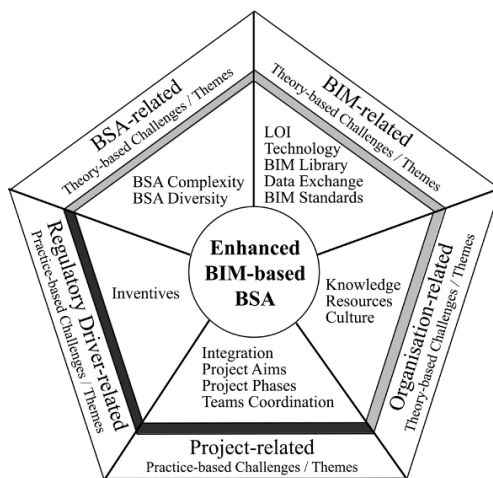 BSA-related
Theory-based Challenges / Themes
BIM-related
Theory-based Challenges / Themes
BSA Complexity
BSA Diversity
LOI
Technology
BIM Library
Data Exchange
BIM Standards
Regulatory Driver-related
Practice-based Challenges / Themes
Inventives
Enhanced
BIM-based
BSA
Knowledge
Resources
Culture
Organisation-related
Theory-based Challenges / Themes
Integration
Project Aims
Project Phases
Teams Coordination
Project-related
Practice-based Challenges / Themes